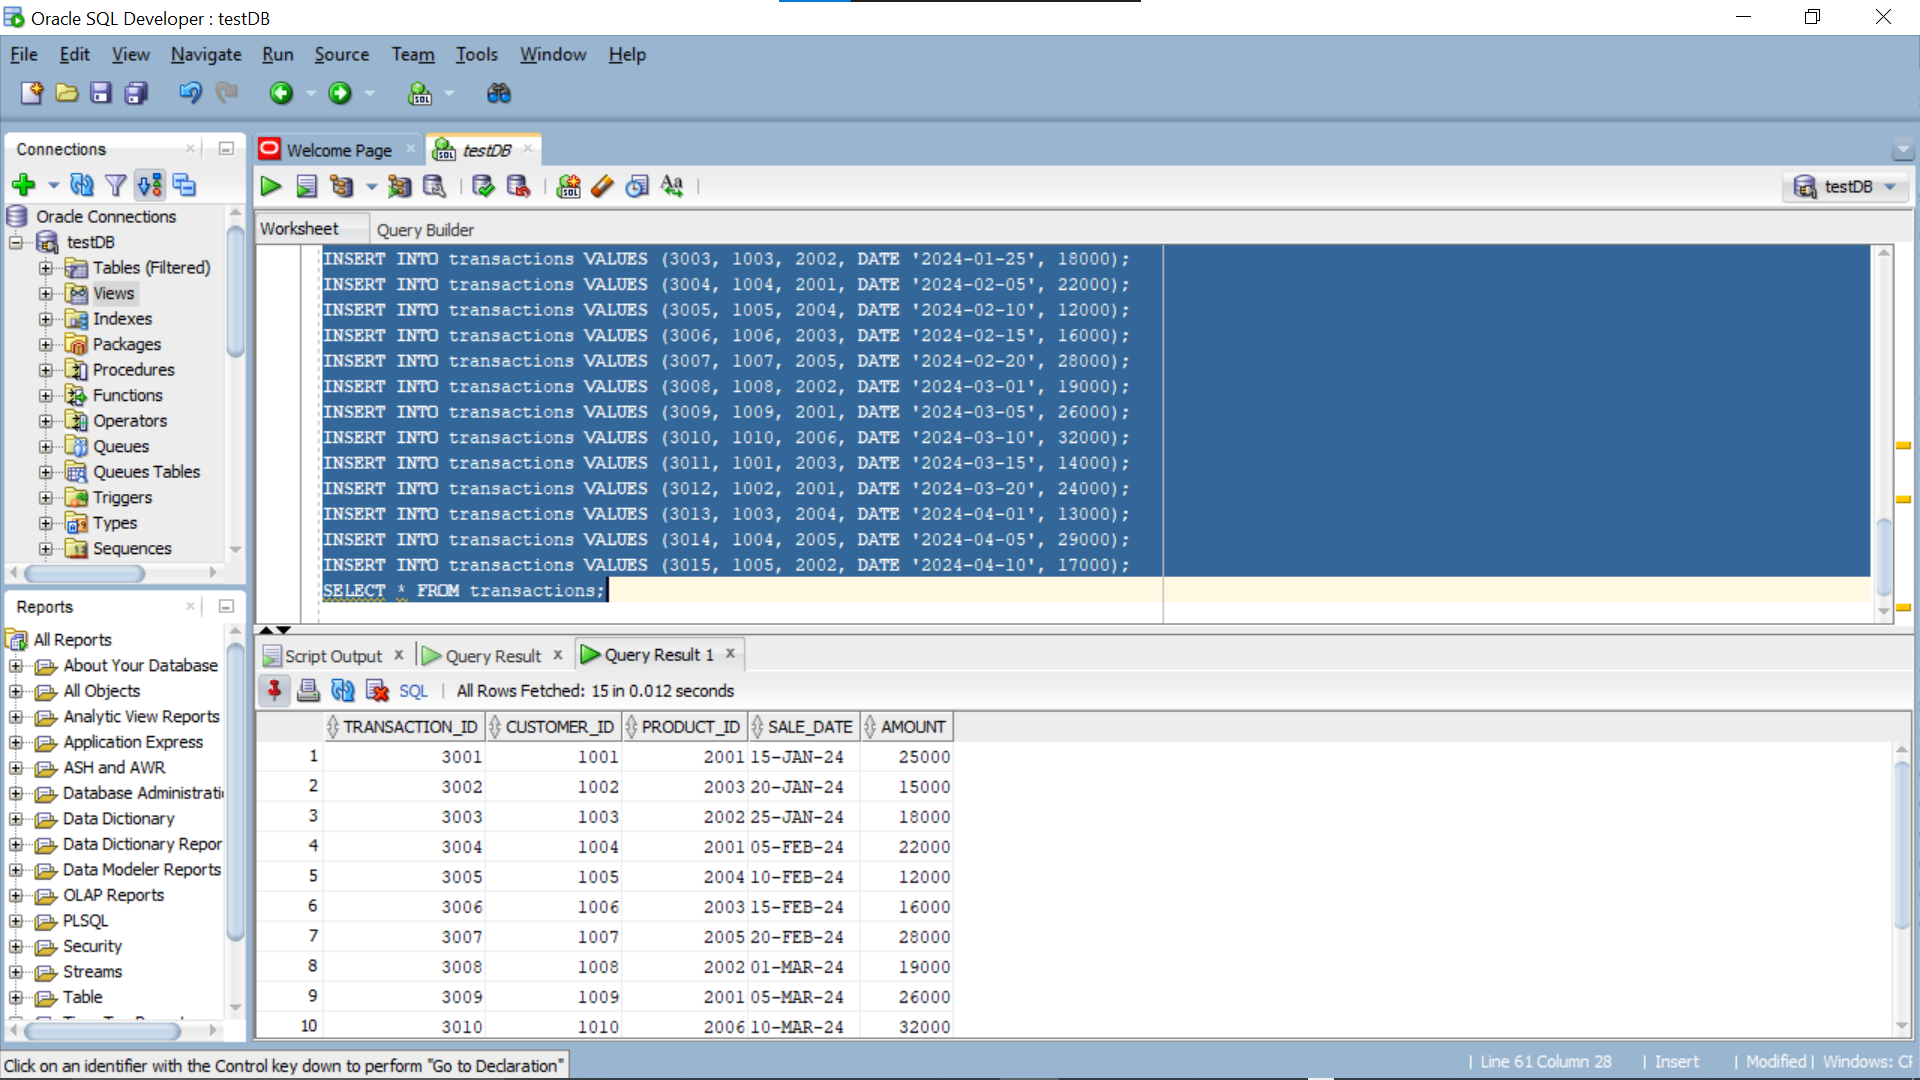 Oracle SQL Developer : testDB
File Edit View Navigate Run Source Team Tools Window Help
Connections
Oracle Connections
testDB
Tables (Filtered)
Views
Indexes
Packages
Procedures
Functions
Operators
Queues
Queues Tables
Triggers
Types
Sequences
Reports
All Reports
About Your Database
All Objects
Analytic View Reports
Application Express
ASH and AWR
Database Administrati
Data Dictionary
Data Dictionary Repor
Data Modeler Reports
OLAP Reports
PLSQL
Security
Streams
Table
Welcome Page testDB
testDB
Worksheet Query Builder
INSERT INTO transactions VALUES (3003, 1003, 2002, DATE '2024-01-25', 18000);
INSERT INTO transactions VALUES (3004, 1004, 2001, DATE '2024-02-05', 22000);
INSERT INTO transactions VALUES (3005, 1005, 2004, DATE '2024-02-10', 12000);
INSERT INTO transactions VALUES (3006, 1006, 2003, DATE '2024-02-15', 16000);
INSERT INTO transactions VALUES (3007, 1007, 2005, DATE '2024-02-20', 28000);
INSERT INTO transactions VALUES (3008, 1008, 2002, DATE '2024-03-01', 19000);
INSERT INTO transactions VALUES (3009, 1009, 2001, DATE '2024-03-05', 26000);
INSERT INTO transactions VALUES (3010, 1010, 2006, DATE '2024-03-10', 32000);
INSERT INTO transactions VALUES (3011, 1001, 2003, DATE '2024-03-15', 14000);
INSERT INTO transactions VALUES (3012, 1002, 2001, DATE '2024-03-20', 24000);
INSERT INTO transactions VALUES (3013, 1003, 2004, DATE '2024-04-01', 13000);
INSERT INTO transactions VALUES (3014, 1004, 2005, DATE '2024-04-05', 29000);
INSERT INTO transactions VALUES (3015, 1005, 2002, DATE '2024-04-10', 17000);
SELECT * FROM transactions;
Script Output x Query Result x Query Result 1 x
SQL | All Rows Fetched: 15 in 0.012 seconds
TRANSACTION_ID CUSTOMER_ID PRODUCT_ID SALE_DATE AMOUNT
1 3001 1001 2001 15-JAN-24 25000
2 3002 1002 2003 20-JAN-24 15000
3 3003 1003 2002 25-JAN-24 18000
4 3004 1004 2001 05-FEB-24 22000
5 3005 1005 2004 10-FEB-24 12000
6 3006 1006 2003 15-FEB-24 16000
7 3007 1007 2005 20-FEB-24 28000
8 3008 1008 2002 01-MAR-24 19000
9 3009 1009 2001 05-MAR-24 26000
10 3010 1010 2006 10-MAR-24 32000
Click on an identifier with the Control key down to perform "Go to Declaration"
| Line 61 Column 28 | Insert | Modified | Windows: CF